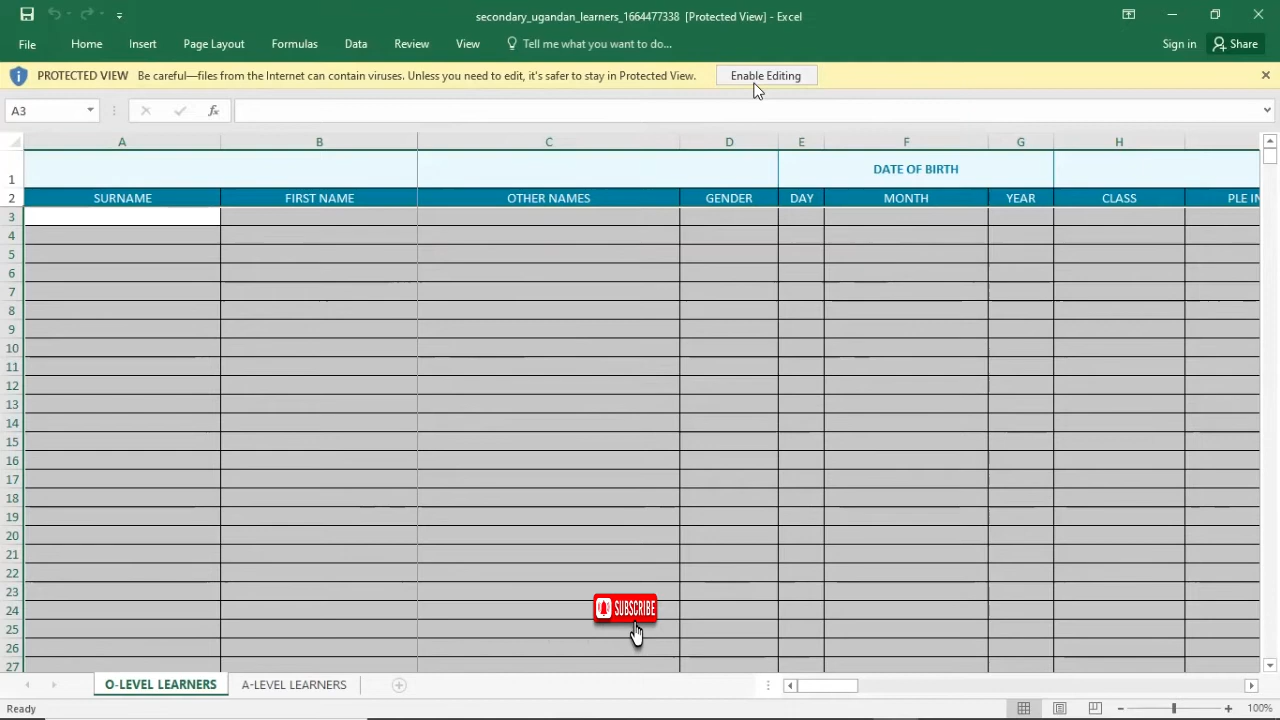 secondary_ugandan_learners_1664477338 [Protected View] - Excel
File Home Insert Page Layout Formulas Data Review View Tell me what you want to do... Sign in Share
PROTECTED VIEW Be careful—files from the Internet can contain viruses. Unless you need to edit, it's safer to stay in Protected View. Enable Editing
A3 fx
A B C D E F G H
1 DATE OF BIRTH
2 SURNAME FIRST NAME OTHER NAMES GENDER DAY MONTH YEAR CLASS PLE IN
3
4
5
6
7
8
9
10
11
12
13
14
15
16
17
18
19
20
21
22
23
24
25
26
27
SUBSCRIBE
O-LEVEL LEARNERS A-LEVEL LEARNERS
Ready 100%